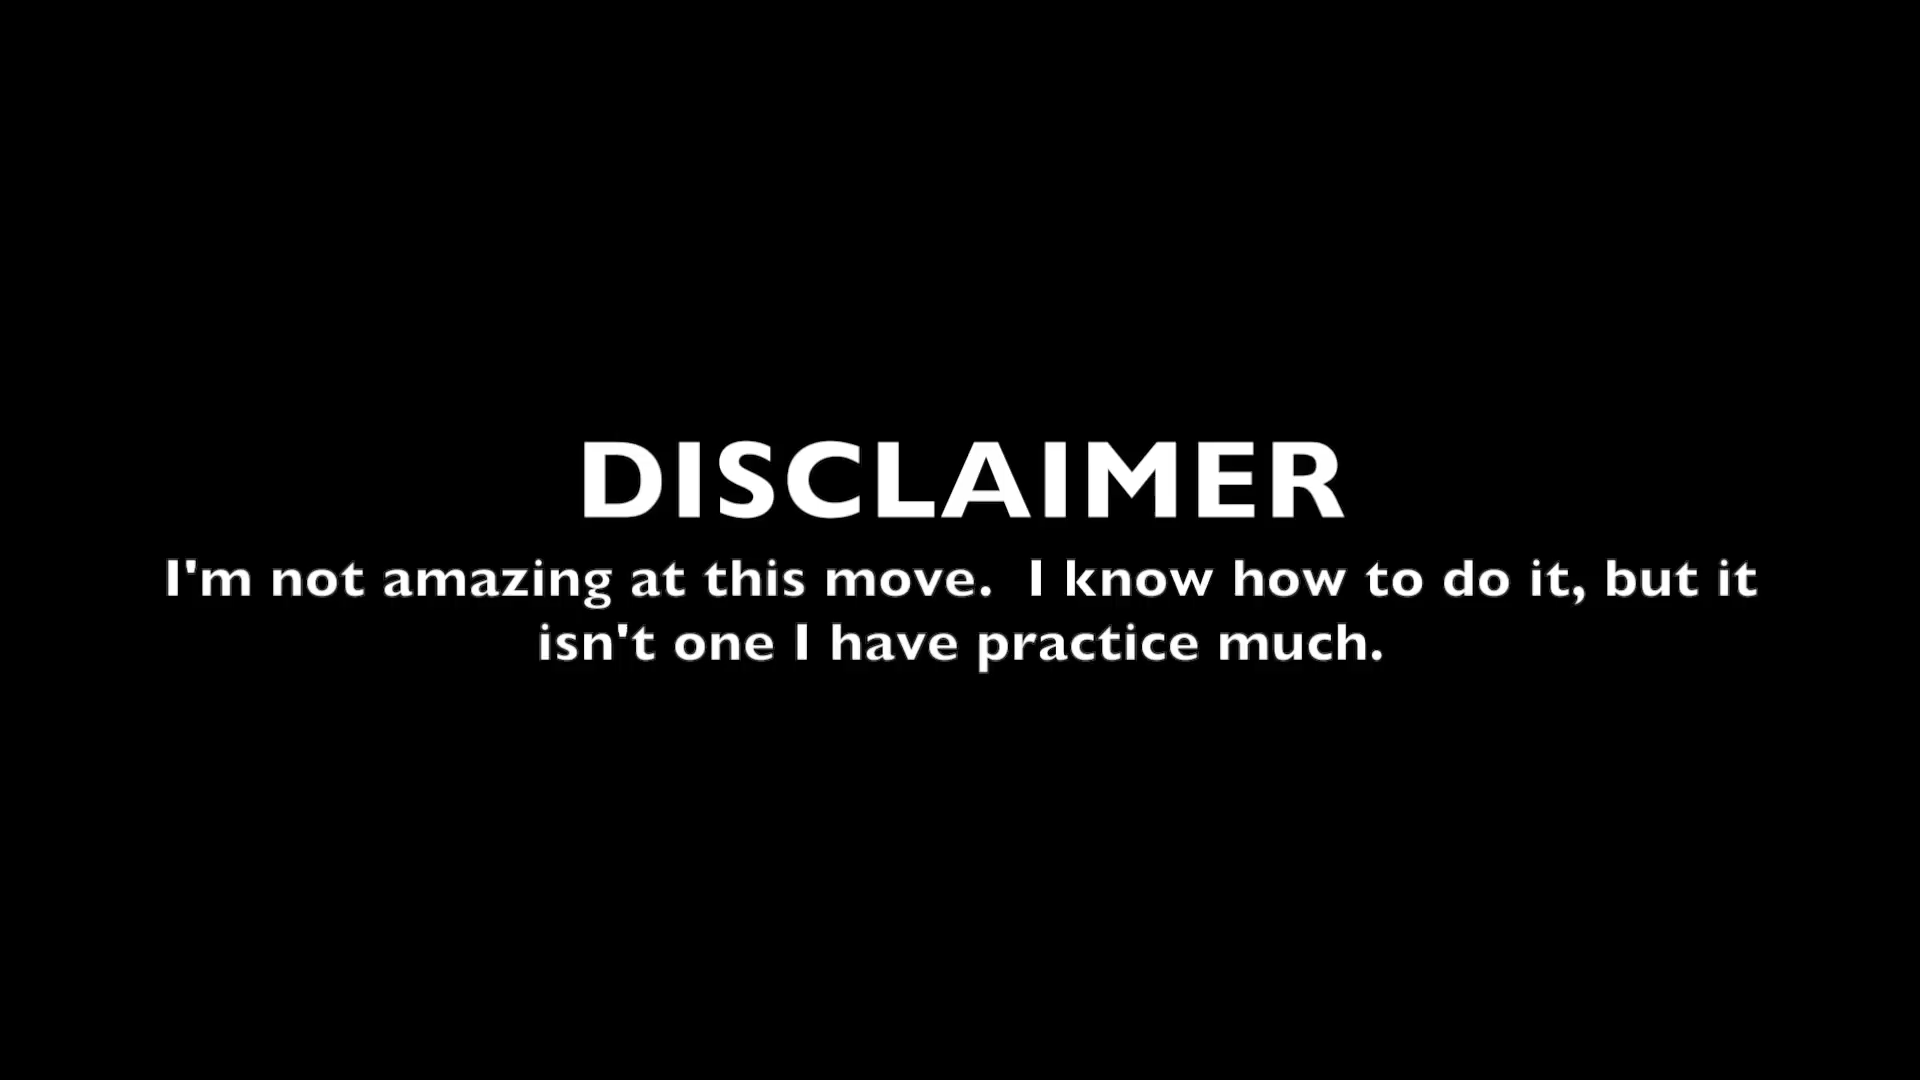 DISCLAIMER
I'm not amazing at this move.  I know how to do it, but it
isn't one I have practice much.